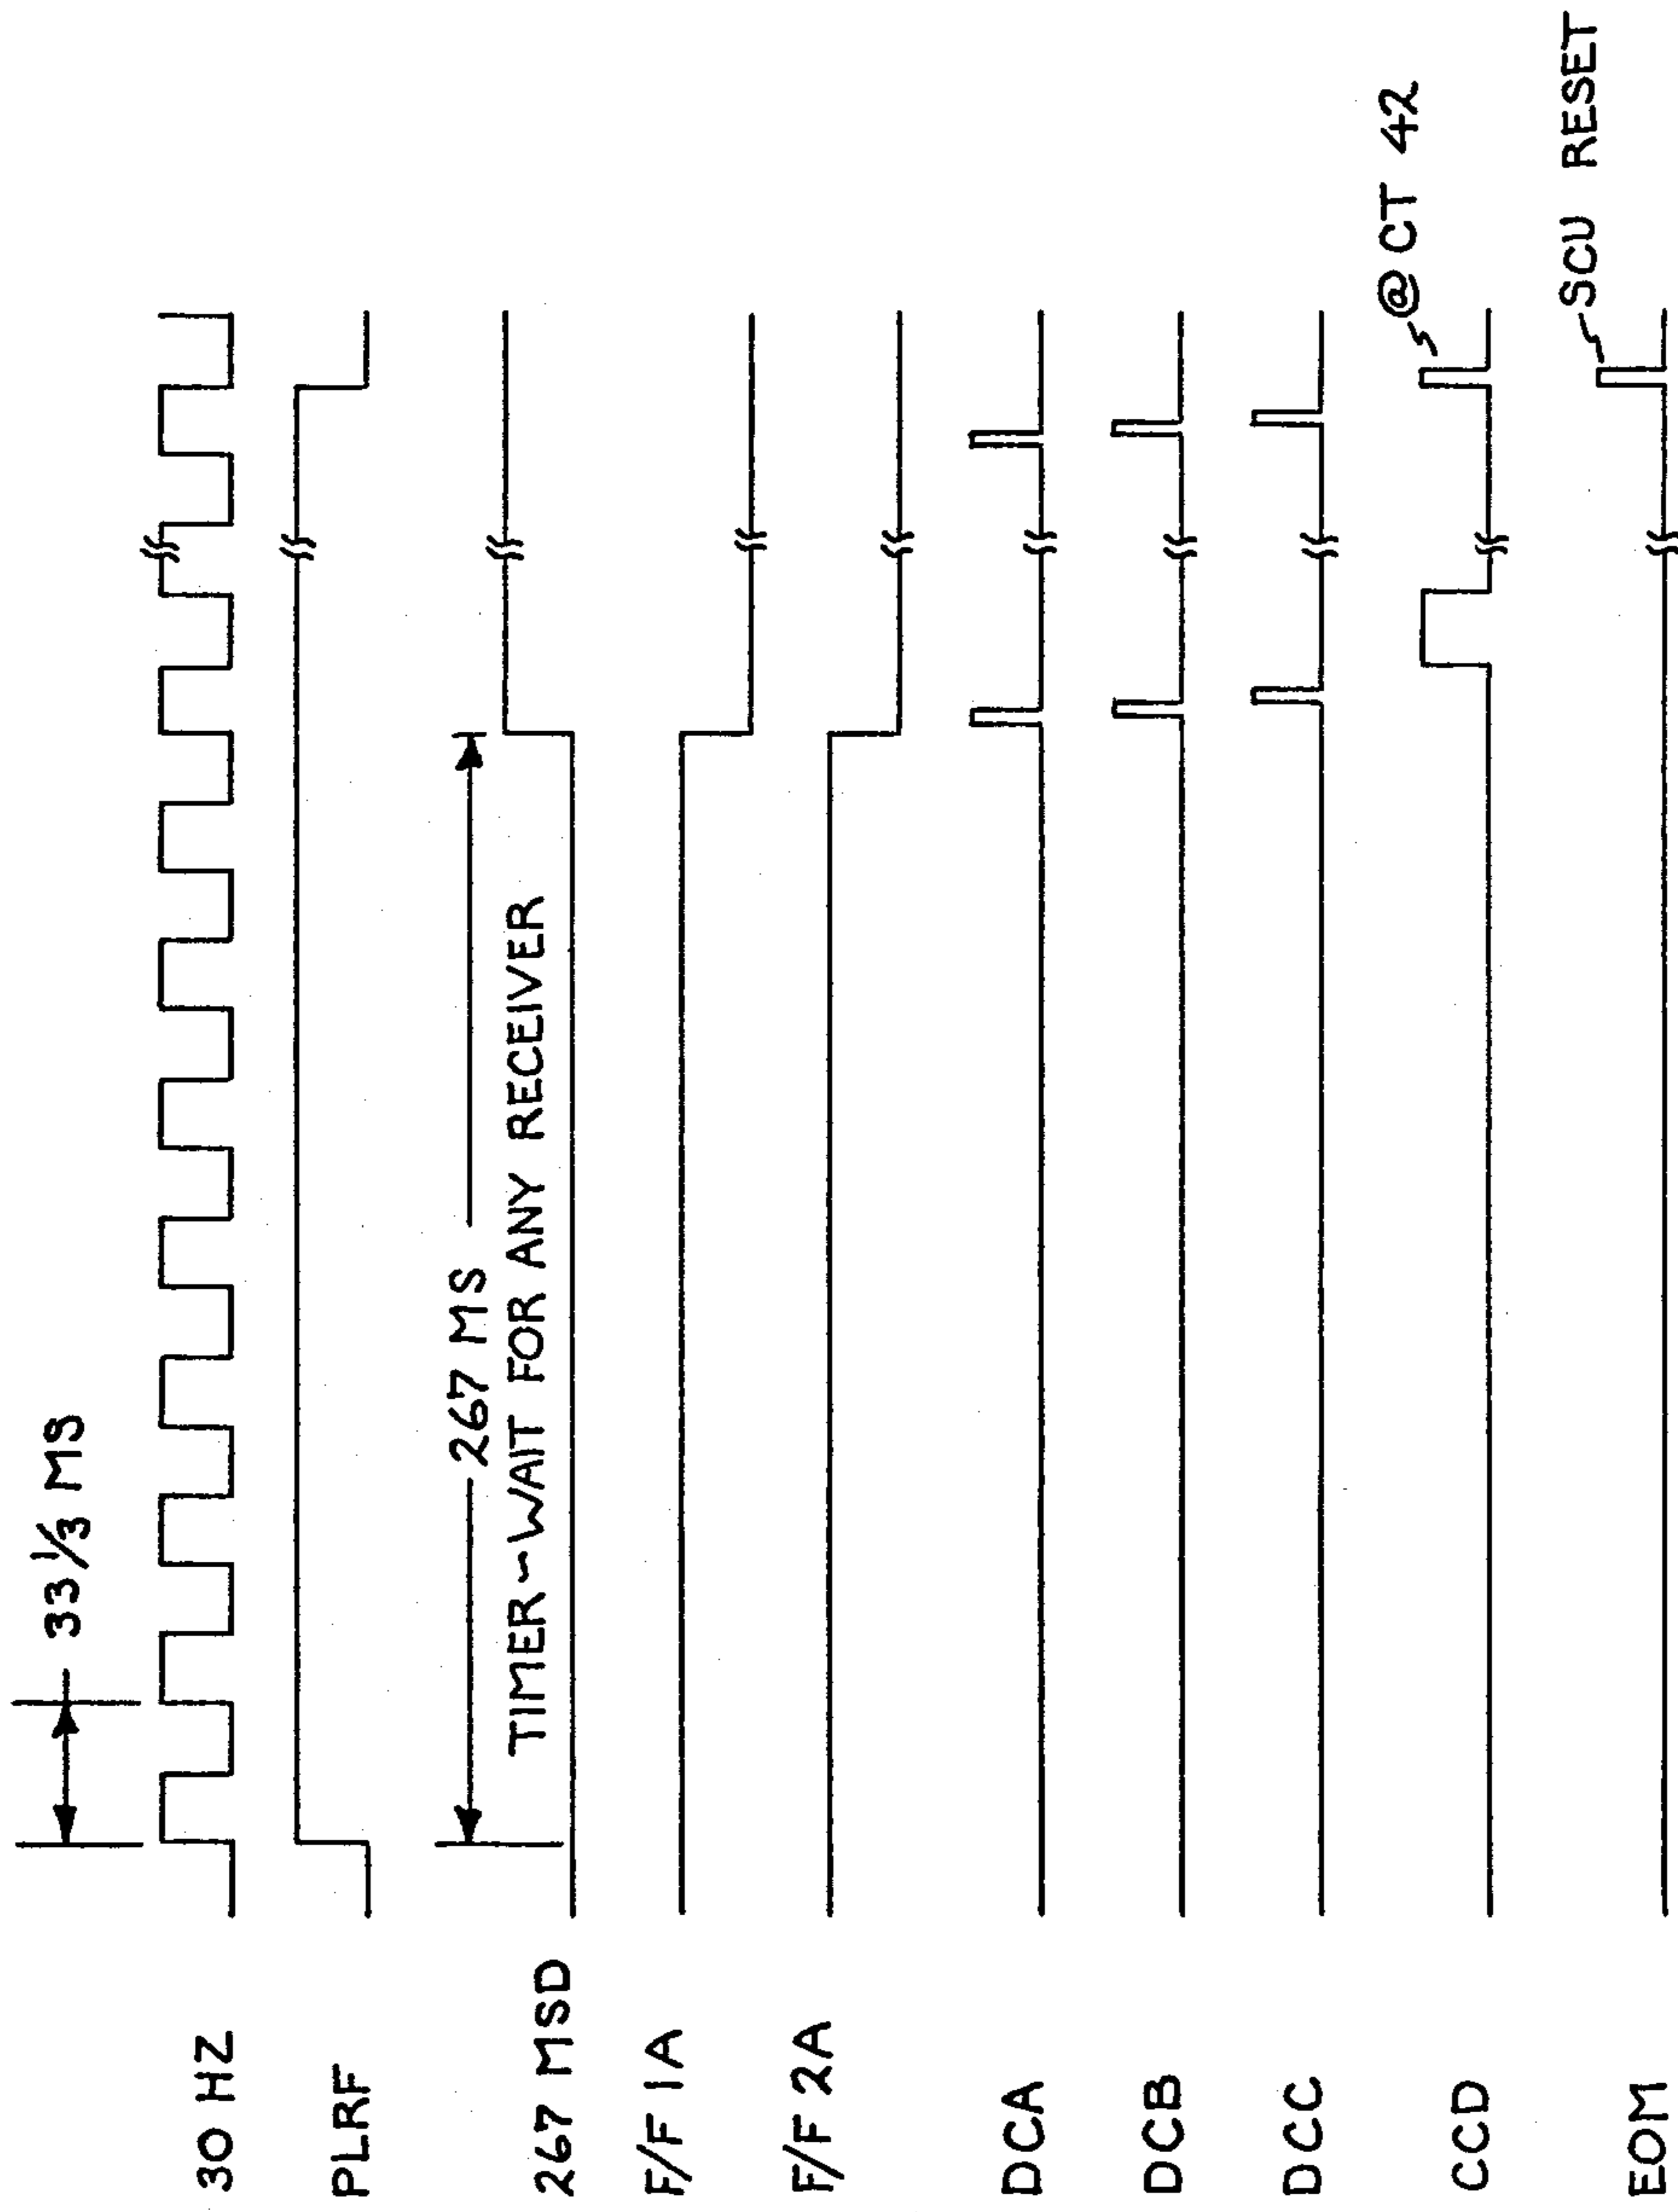 33 1/3 MS
30 HZ
PLRF
267 MS
267 MSD
TIMER~WAIT FOR ANY RECEIVER
F/F 1A
F/F 2A
DCA
DCB
DCC
CCD
@ CT 42
EOM
SCU RESET